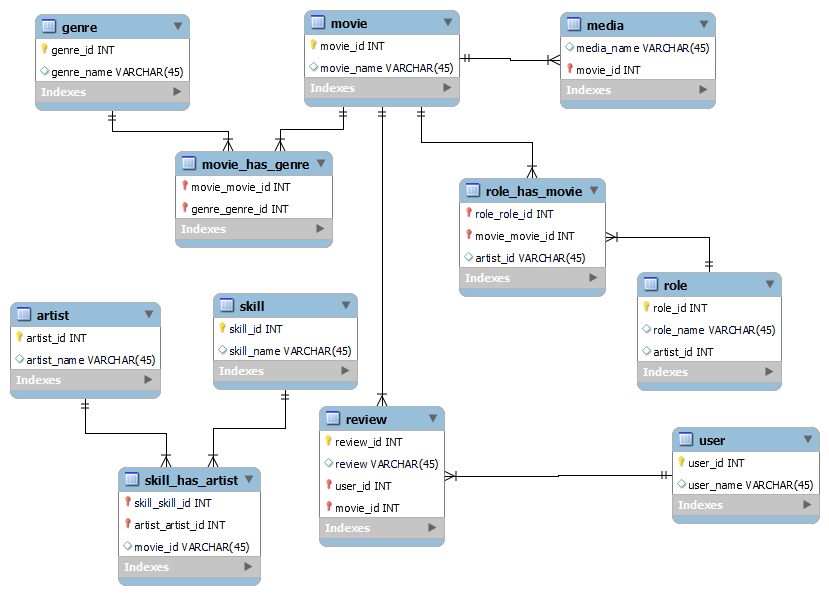 genre
genre_id INT
genre_name VARCHAR(45)
Indexes
movie
movie_id INT
movie_name VARCHAR(45)
Indexes
media
media_name VARCHAR(45)
movie_id INT
Indexes
movie_has_genre
movie_movie_id INT
genre_genre_id INT
Indexes
role_has_movie
role_role_id INT
movie_movie_id INT
artist_id VARCHAR(45)
Indexes
role
role_id INT
role_name VARCHAR(45)
artist_id INT
Indexes
artist
artist_id INT
artist_name VARCHAR(45)
Indexes
skill
skill_id INT
skill_name VARCHAR(45)
Indexes
review
review_id INT
review VARCHAR(45)
user_id INT
movie_id INT
Indexes
user
user_id INT
user_name VARCHAR(45)
Indexes
skill_has_artist
skill_skill_id INT
artist_artist_id INT
movie_id VARCHAR(45)
Indexes